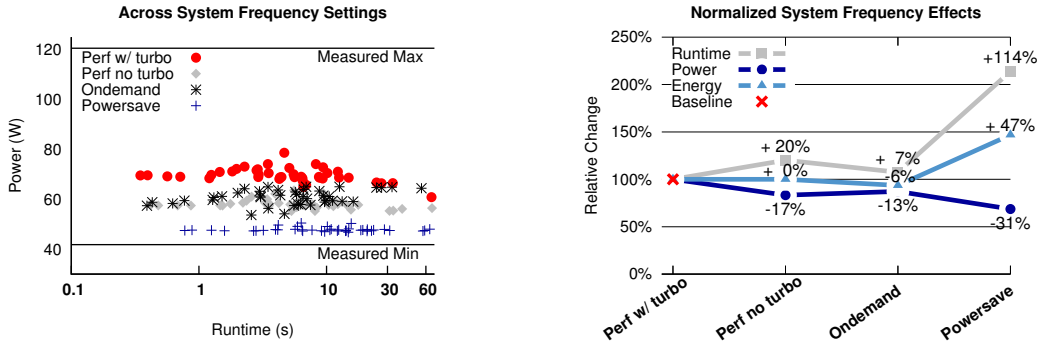 Across System Frequency Settings
Power (W)
120
100
80
60
40
Measured Max
Perf w/ turbo
Perf no turbo
Ondemand
Powersave
Measured Min
0.1
1
10
30
60
Runtime (s)
Normalized System Frequency Effects
Relative Change
250%
200%
150%
100%
50%
0%
Runtime
Power
Energy
Baseline
+114%
+ 47%
+ 20%
+ 7%
+ 0%
-6%
-17%
-13%
-31%
Perf w/ turbo
Perf no turbo
Ondemand
Powersave